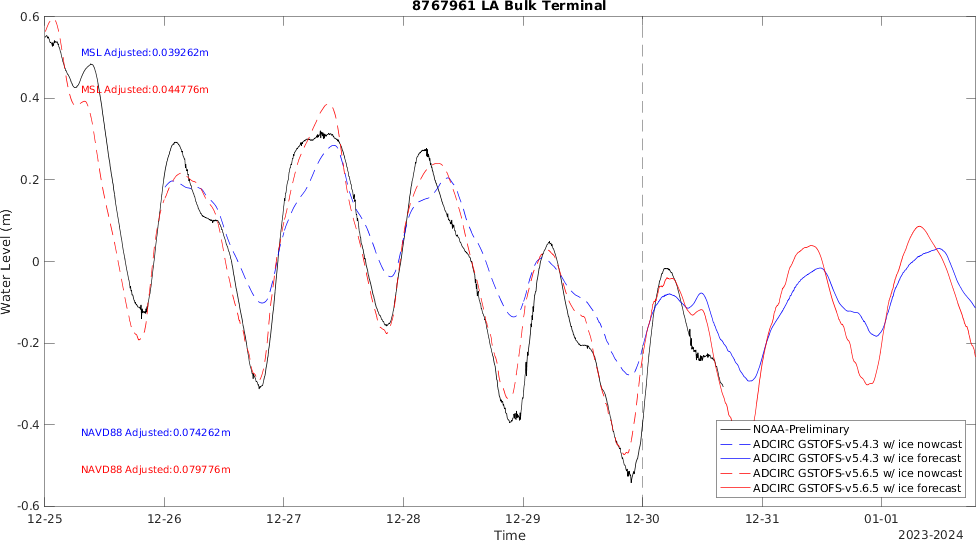 8767961 LA Bulk Terminal
0.6
MSL Adjusted:0.039262m
MSL Adjusted:0.044776m
0.4
0.2
0
Water Level (m)
-0.2
-0.4
NAVD88 Adjusted:0.074262m
NAVD88 Adjusted:0.079776m
-0.6
NOAA-Preliminary
ADCIRC GSTOFS-v5.4.3 w/ ice nowcast
ADCIRC GSTOFS-v5.4.3 w/ ice forecast
ADCIRC GSTOFS-v5.6.5 w/ ice nowcast
ADCIRC GSTOFS-v5.6.5 w/ ice forecast
12-25 12-26 12-27 12-28 12-29 12-30 12-31 01-01
Time
2023-2024